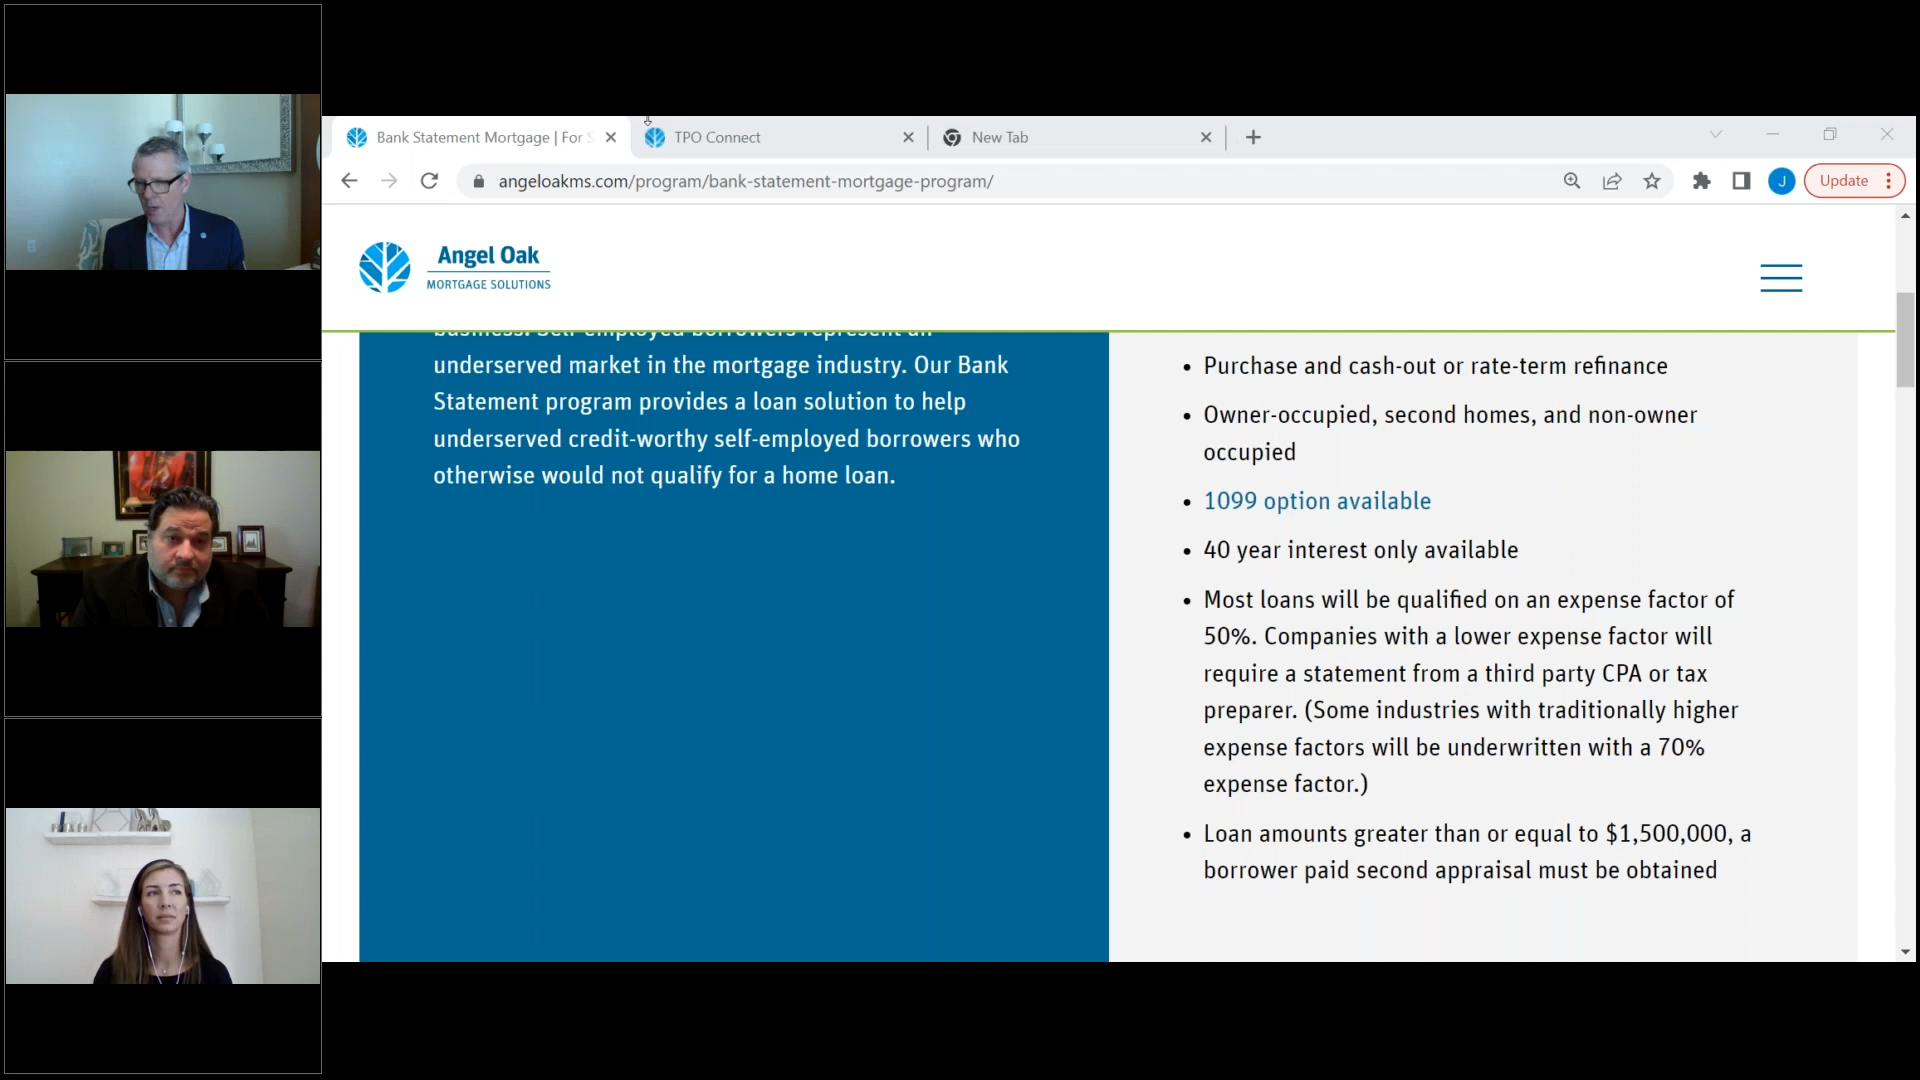 Bank Statement Mortgage | For S
TPO Connect
New Tab
angeloakms.com/program/bank-statement-mortgage-program/
J
Update
Angel Oak
MORTGAGE SOLUTIONS
business. Self-employed borrowers represent an
underserved market in the mortgage industry. Our Bank
Statement program provides a loan solution to help
underserved credit-worthy self-employed borrowers who
otherwise would not qualify for a home loan.
• Purchase and cash-out or rate-term refinance
• Owner-occupied, second homes, and non-owner
occupied
• 1099 option available
• 40 year interest only available
• Most loans will be qualified on an expense factor of
50%. Companies with a lower expense factor will
require a statement from a third party CPA or tax
preparer. (Some industries with traditionally higher
expense factors will be underwritten with a 70%
expense factor.)
• Loan amounts greater than or equal to $1,500,000, a
borrower paid second appraisal must be obtained